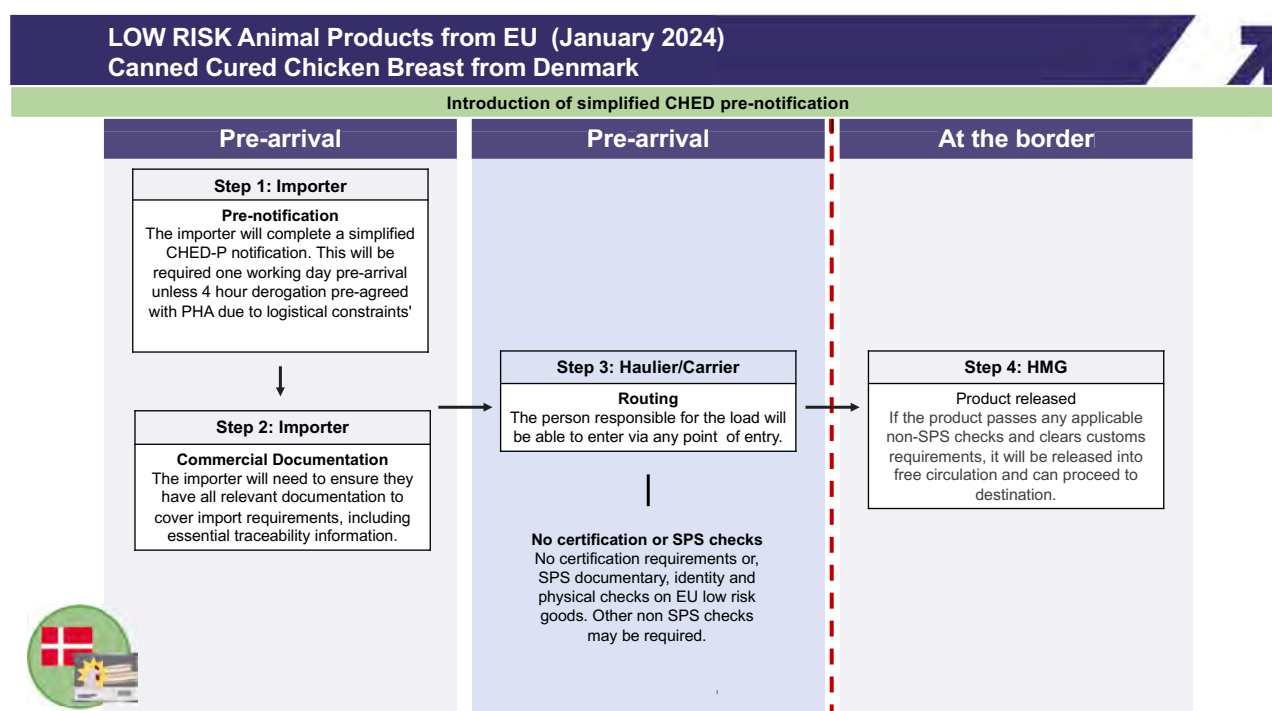 LOW RISK Animal Products from EU (January 2024)
Canned Cured Chicken Breast from Denmark
Introduction of simplified CHED pre-notification
Pre-arrival
Step 1: Importer
Pre-notification
The importer will complete a simplified
CHED-P notification. This will be
required one working day pre-arrival
unless 4 hour derogation pre-agreed
with PHA due to logistical constraints'
Step 2: Importer
Commercial Documentation
The importer will need to ensure they
have all relevant documentation to
cover import requirements, including
essential traceability information.
Pre-arrival
Step 3: Haulier/Carrier
Routing
The person responsible for the load will
be able to enter via any point of entry.
No certification or SPS checks
No certification requirements or,
SPS documentary, identity and
physical checks on EU low risk
goods. Other non SPS checks
may be required.
At the border
Step 4: HMG
Product released
If the product passes any applicable
non-SPS checks and clears customs
requirements, it will be released into
free circulation and can proceed to
destination.